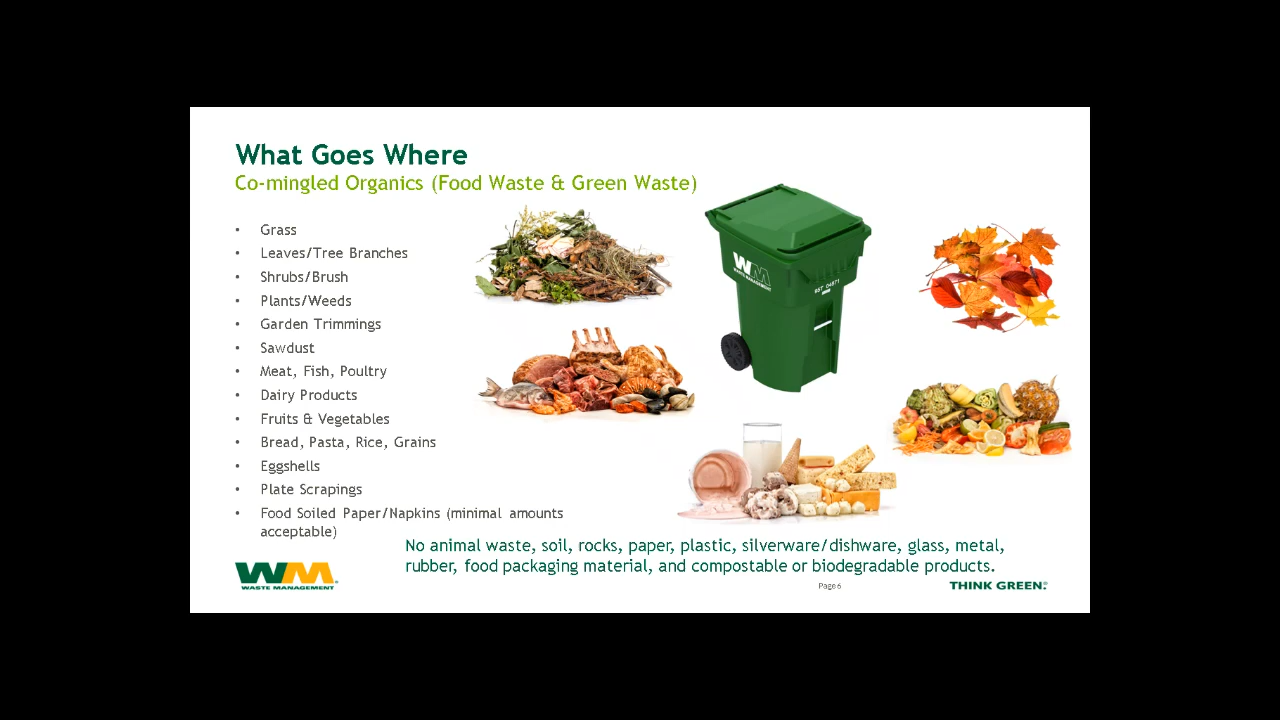 What Goes Where
Co-mingled Organics (Food Waste & Green Waste)
• Grass
• Leaves/Tree Branches
• Shrubs/Brush
• Plants/Weeds
• Garden Trimmings
• Sawdust
• Meat, Fish, Poultry
• Dairy Products
• Fruits & Vegetables
• Bread, Pasta, Rice, Grains
• Eggshells
• Plate Scrapings
• Food Soiled Paper/Napkins (minimal amounts
acceptable)
WM
WASTE MANAGEMENT
No animal waste, soil, rocks, paper, plastic, silverware/dishware, glass, metal,
rubber, food packaging material, and compostable or biodegradable products.
WM
WASTE MANAGEMENT
Page 6
THINK GREEN.®